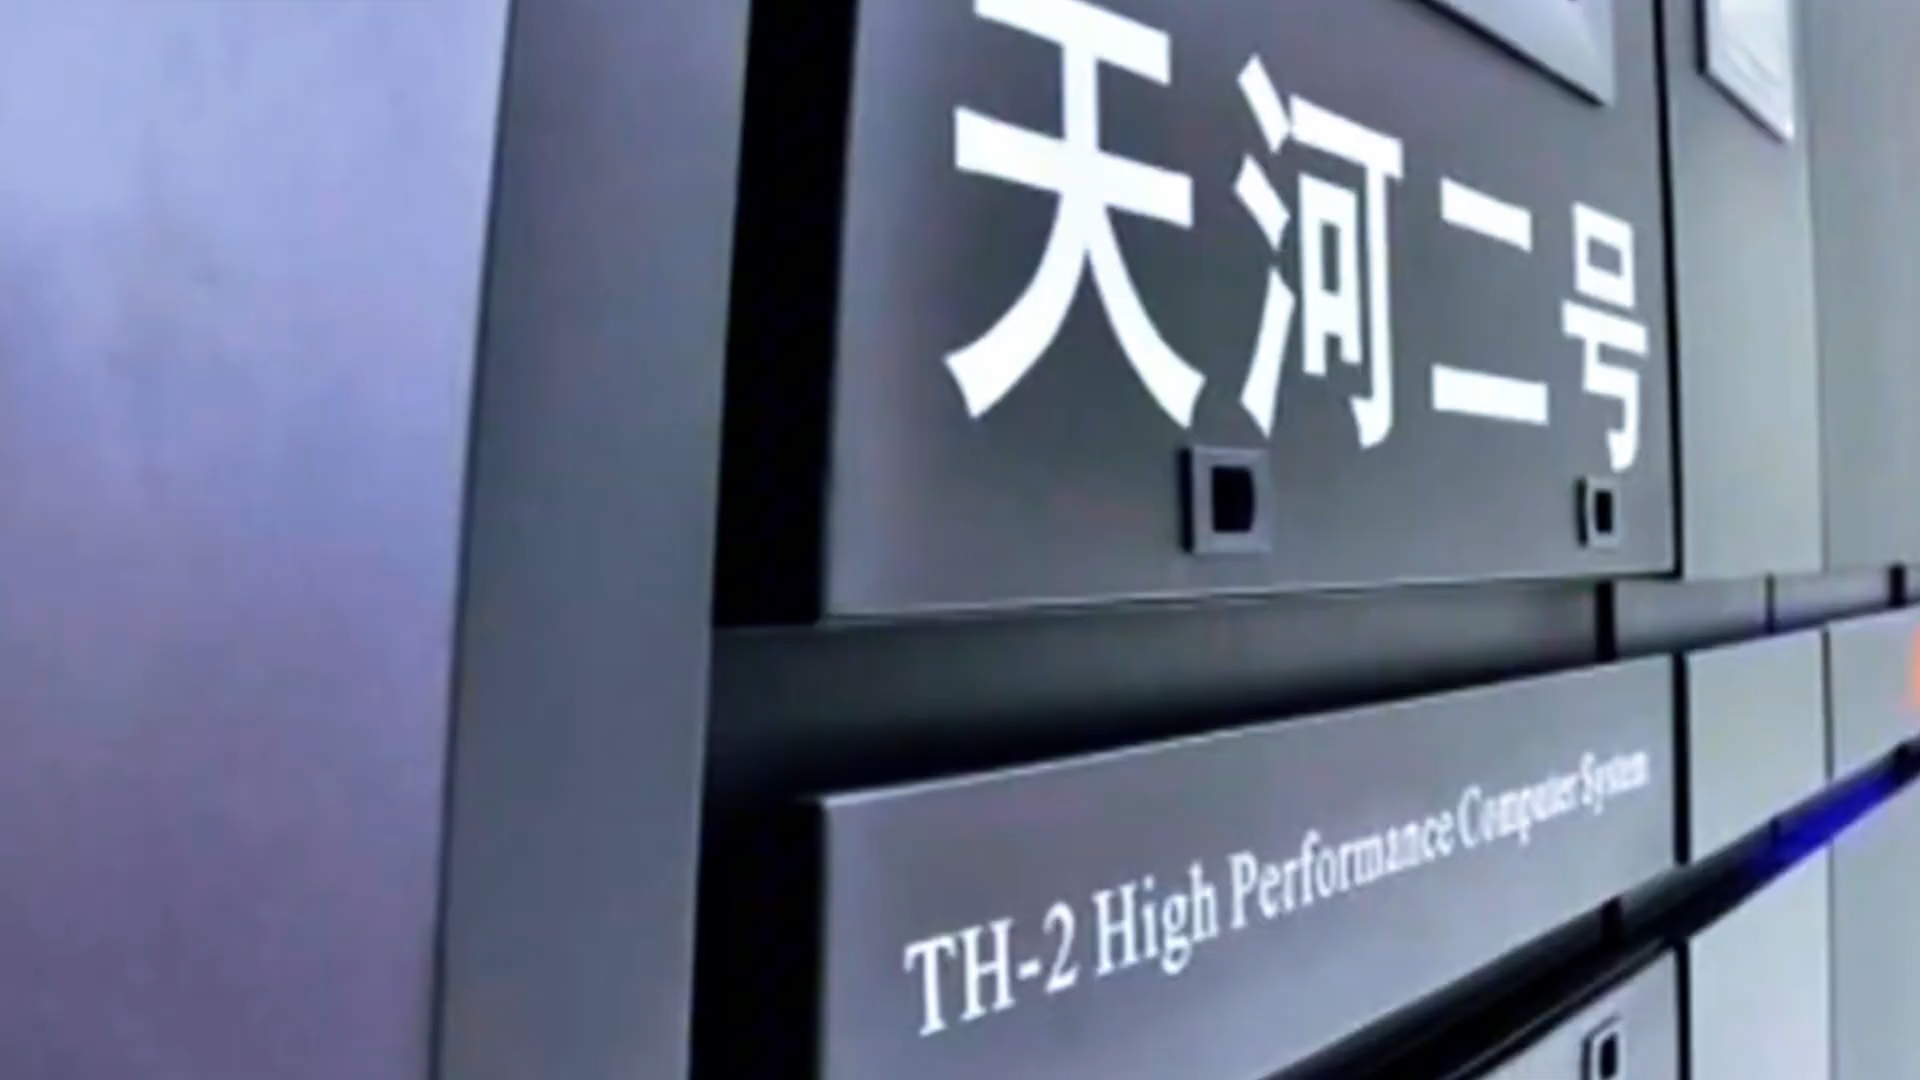 天河二号
TH-2 High Performance Computer System